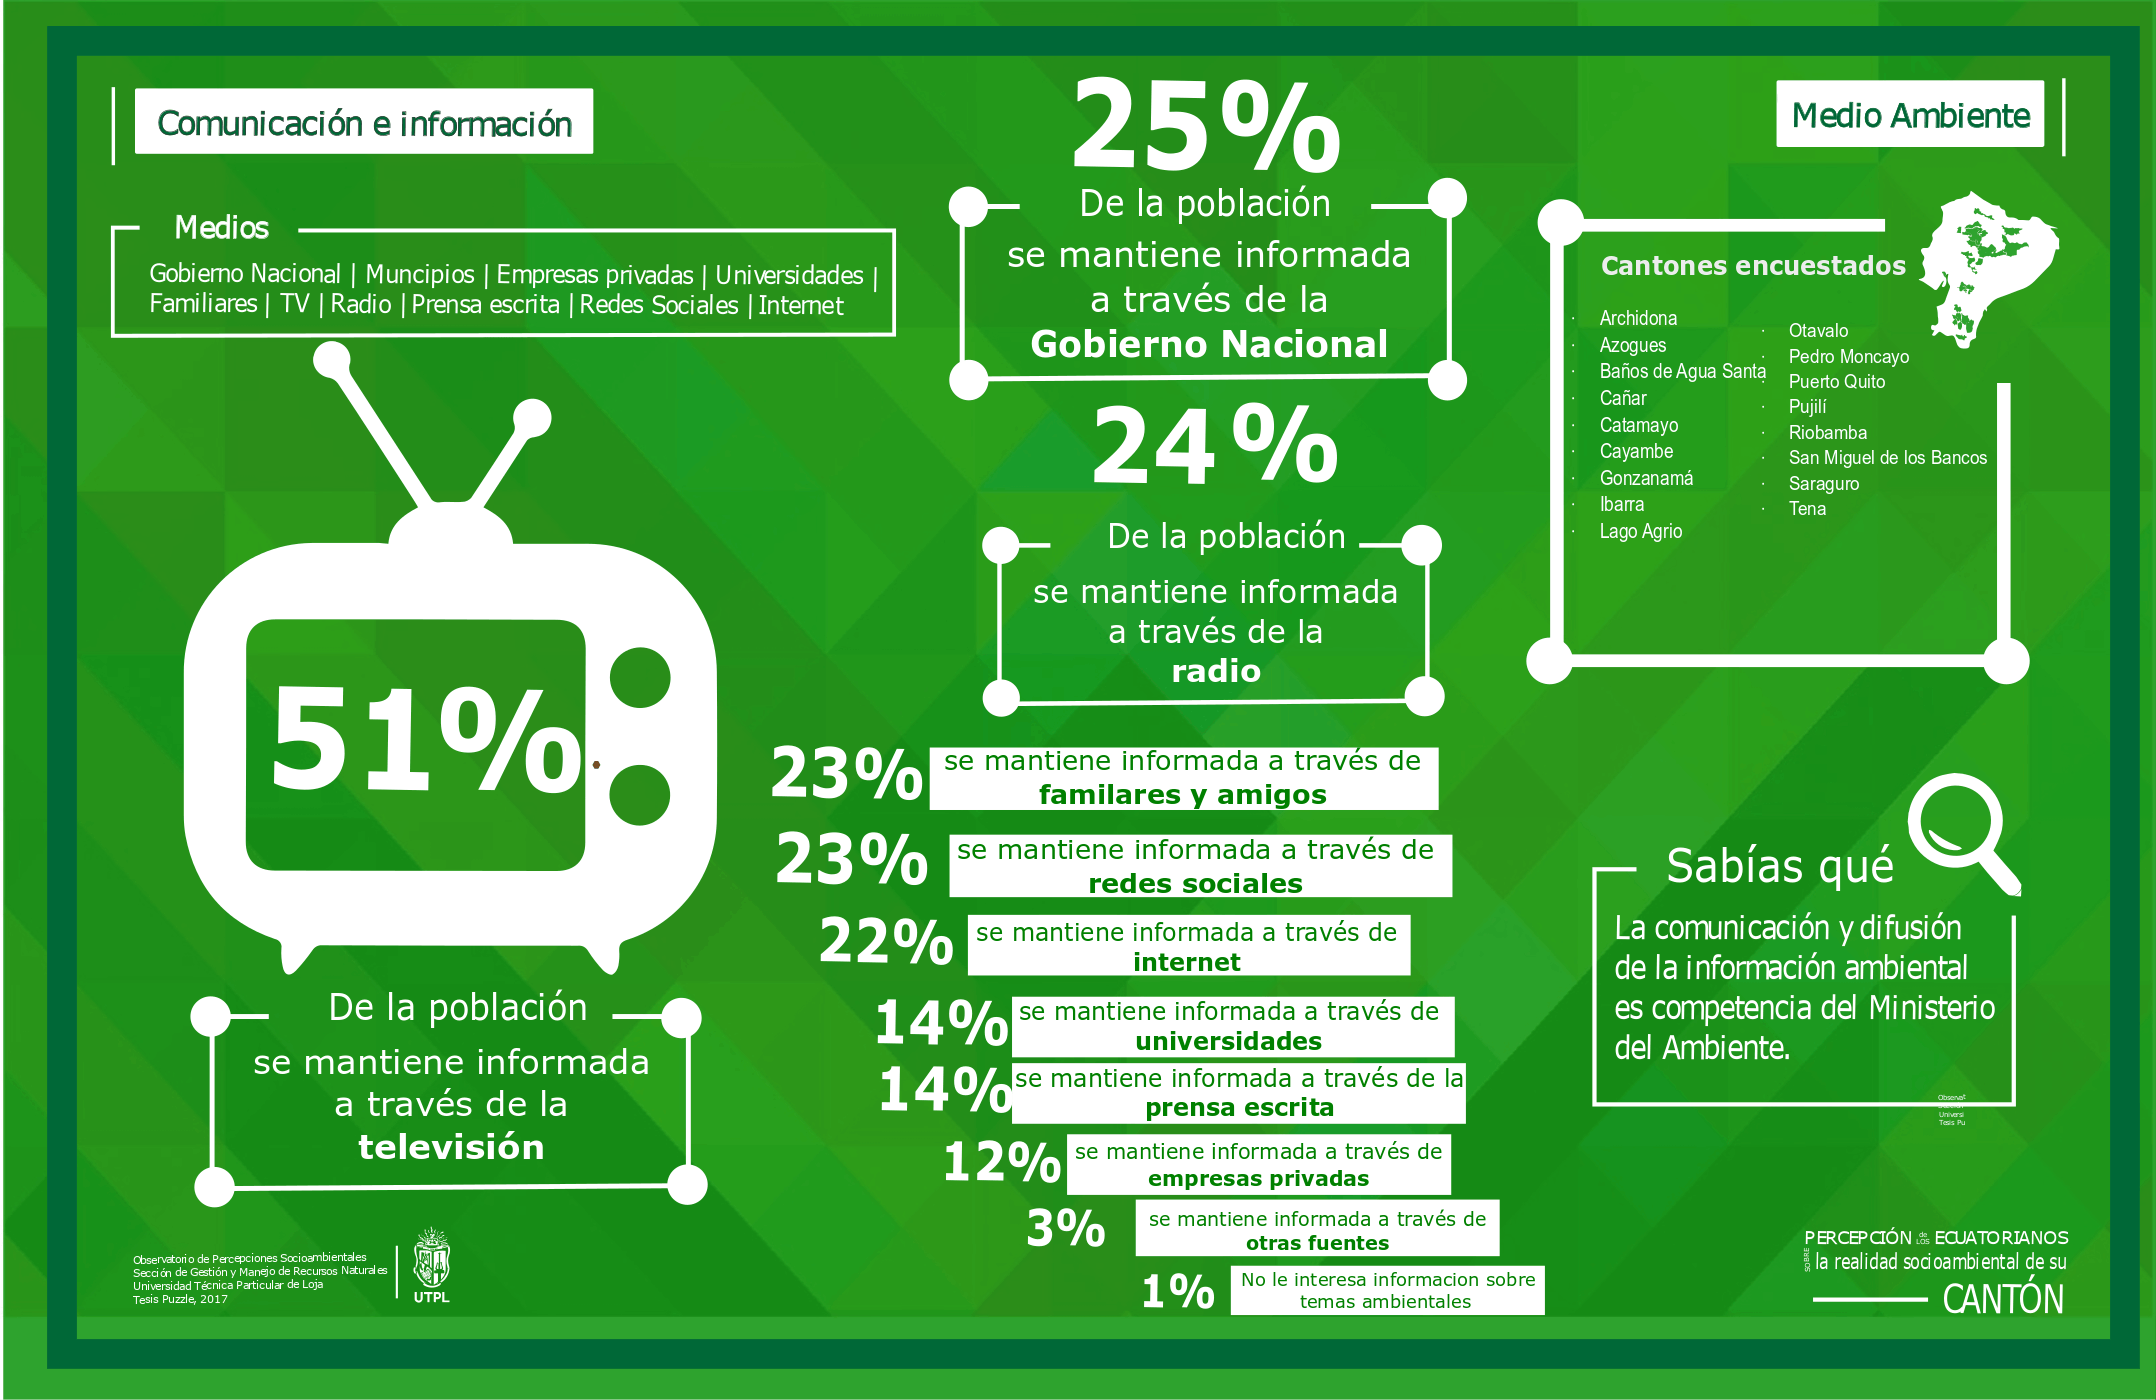 Comunicación e información
Medios
Gobierno Nacional | Muncipios | Empresas privadas | Universidades |
Familiares | TV | Radio | Prensa escrita | Redes Sociales | Internet
51%
De la población
se mantiene informada
a través de la
televisión
25%
De la población
se mantiene informada
a través de la
Gobierno Nacional
24%
De la población
se mantiene informada
a través de la
radio
23%
se mantiene informada a través de
familares y amigos
23%
se mantiene informada a través de
redes sociales
22%
se mantiene informada a través de
internet
14%
se mantiene informada a través de
universidades
14%
se mantiene informada a través de la
prensa escrita
12%
se mantiene informada a través de
empresas privadas
3%
se mantiene informada a través de
otras fuentes
1%
No le interesa informacion sobre
temas ambientales
Medio Ambiente
Cantones encuestados
· Archidona
· Azogues
· Baños de Agua Santa
· Cañar
· Catamayo
· Cayambe
· Gonzanamá
· Ibarra
· Lago Agrio
· Otavalo
· Pedro Moncayo
· Puerto Quito
· Pujilí
· Riobamba
· San Miguel de los Bancos
· Saraguro
· Tena
Sabías qué
La comunicación y difusión
de la información ambiental
es competencia del Ministerio
del Ambiente.
Observat
Universi
Tesis Pu
Observatorio de Percepciones Socioambientales
Sección de Gestión y Manejo de Recursos Naturales
Universidad Técnica Particular de Loja
Tesis Puzzle, 2017
UTPL
PERCEPCIÓN de LOS ECUATORIANOS
SOBRE la realidad socioambiental de su
CANTÓN